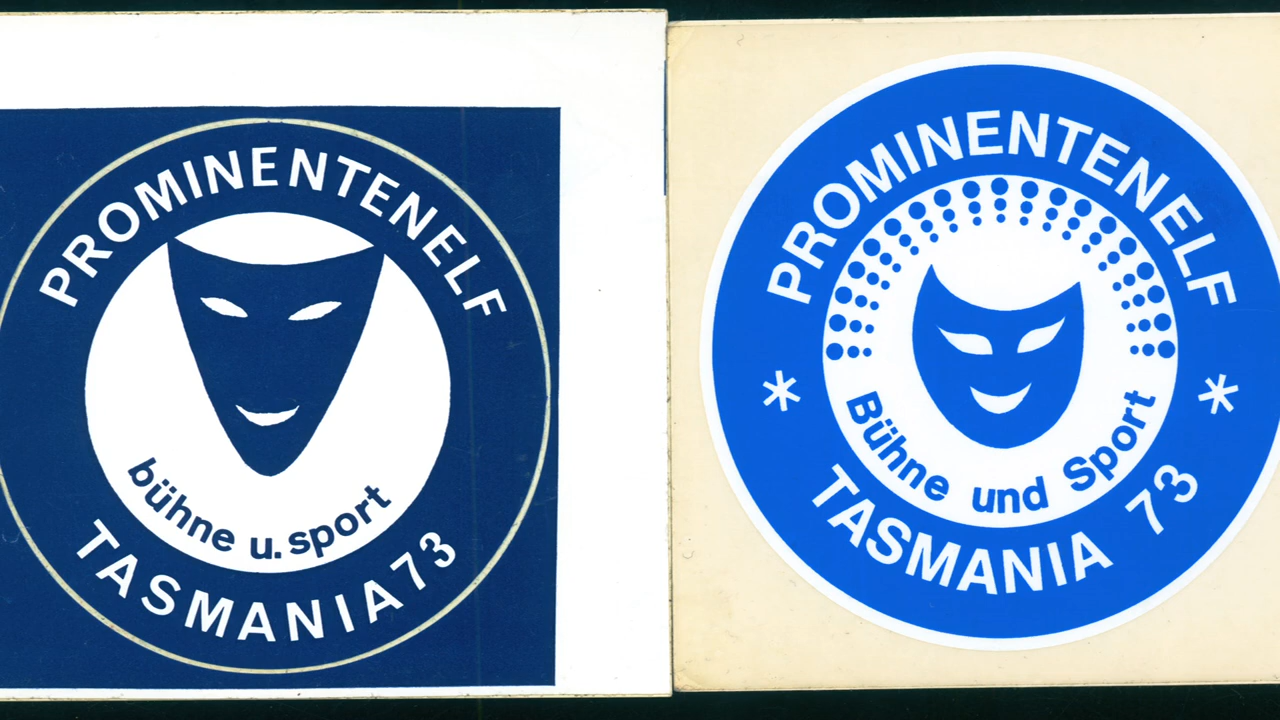 PROMINENTENELF
bühne u. sport
TASMANIA 73
PROMINENTENELF
Bühne und Sport
* TASMANIA 73 *